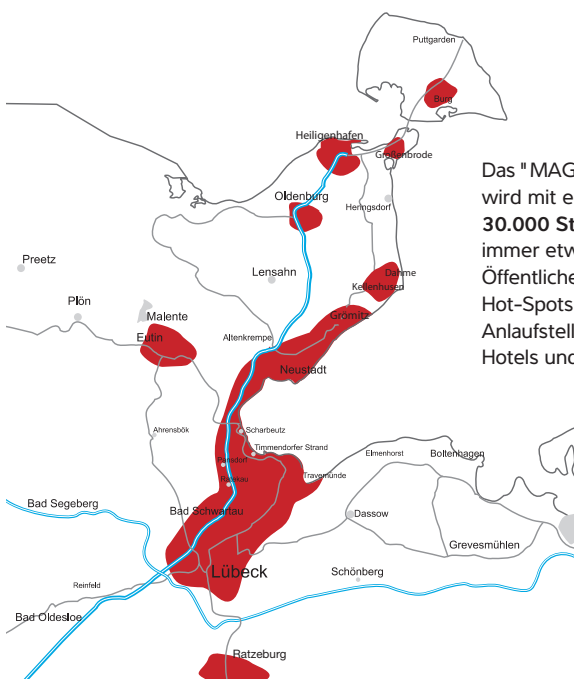 Puttgarden
Burg
Heiligenhafen
Großenbrode
Oldenburg
Heringsdorf
Das "MAG
wird mit e
30.000 St
immer etw
Öffentliche
Hot-Spots
Anlaufstell
Hotels und
Preetz
Lensahn
Dahme
Kellenhusen
Plön
Malente
Grömitz
Eutin
Altenkrempe
Neustadt
Ahrensbök
Scharbeutz
Timmendorfer Strand
Elmenhorst
Boltenhagen
Pansdorf
Travemünde
Ratekau
Bad Segeberg
Bad Schwartau
Dassow
Grevesmühlen
Lübeck
Schönberg
Reinfeld
Bad Oldesloe
Ratzeburg